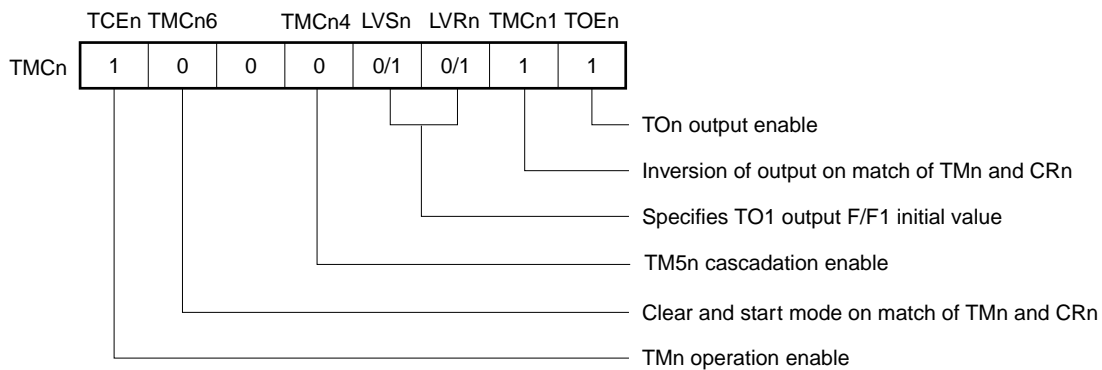 TCEn TMCn6 TMCn4 LVSn LVRn TMCn1 TOEn
TMCn 1 0 0 0 0/1 0/1 1 1
TOn output enable
Inversion of output on match of TMn and CRn
Specifies TO1 output F/F1 initial value
TM5n cascadation enable
Clear and start mode on match of TMn and CRn
TMn operation enable